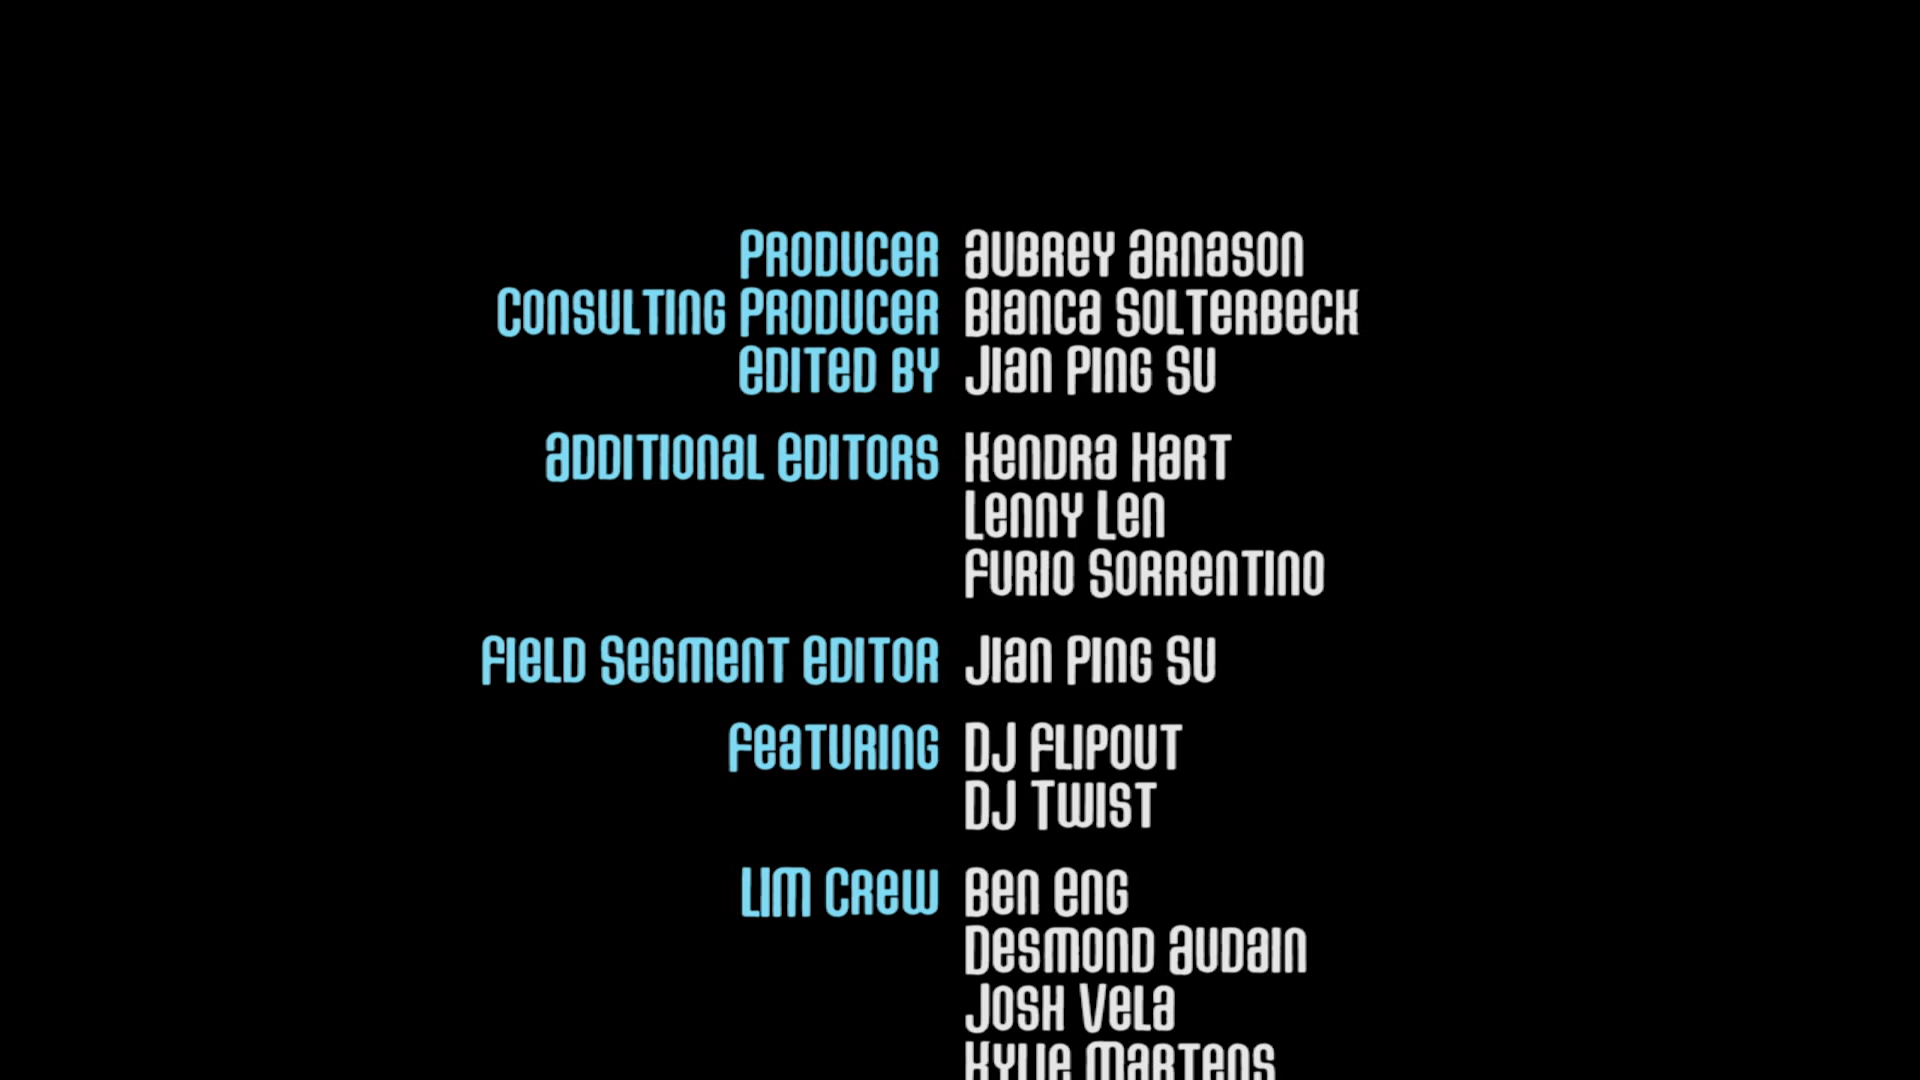 Producer Aubrey Arnason
Consulting Producer Bianca Solterbeck
Edited by Jian Ping Su
Additional Editors Kendra Hart
Lenny Len
Furio Sorrentino
Field Segment Editor Jian Ping Su
Featuring DJ Flipout
DJ Twist
LIM Crew Ben Eng
Desmond Audain
Josh Vela
Kylie Martens